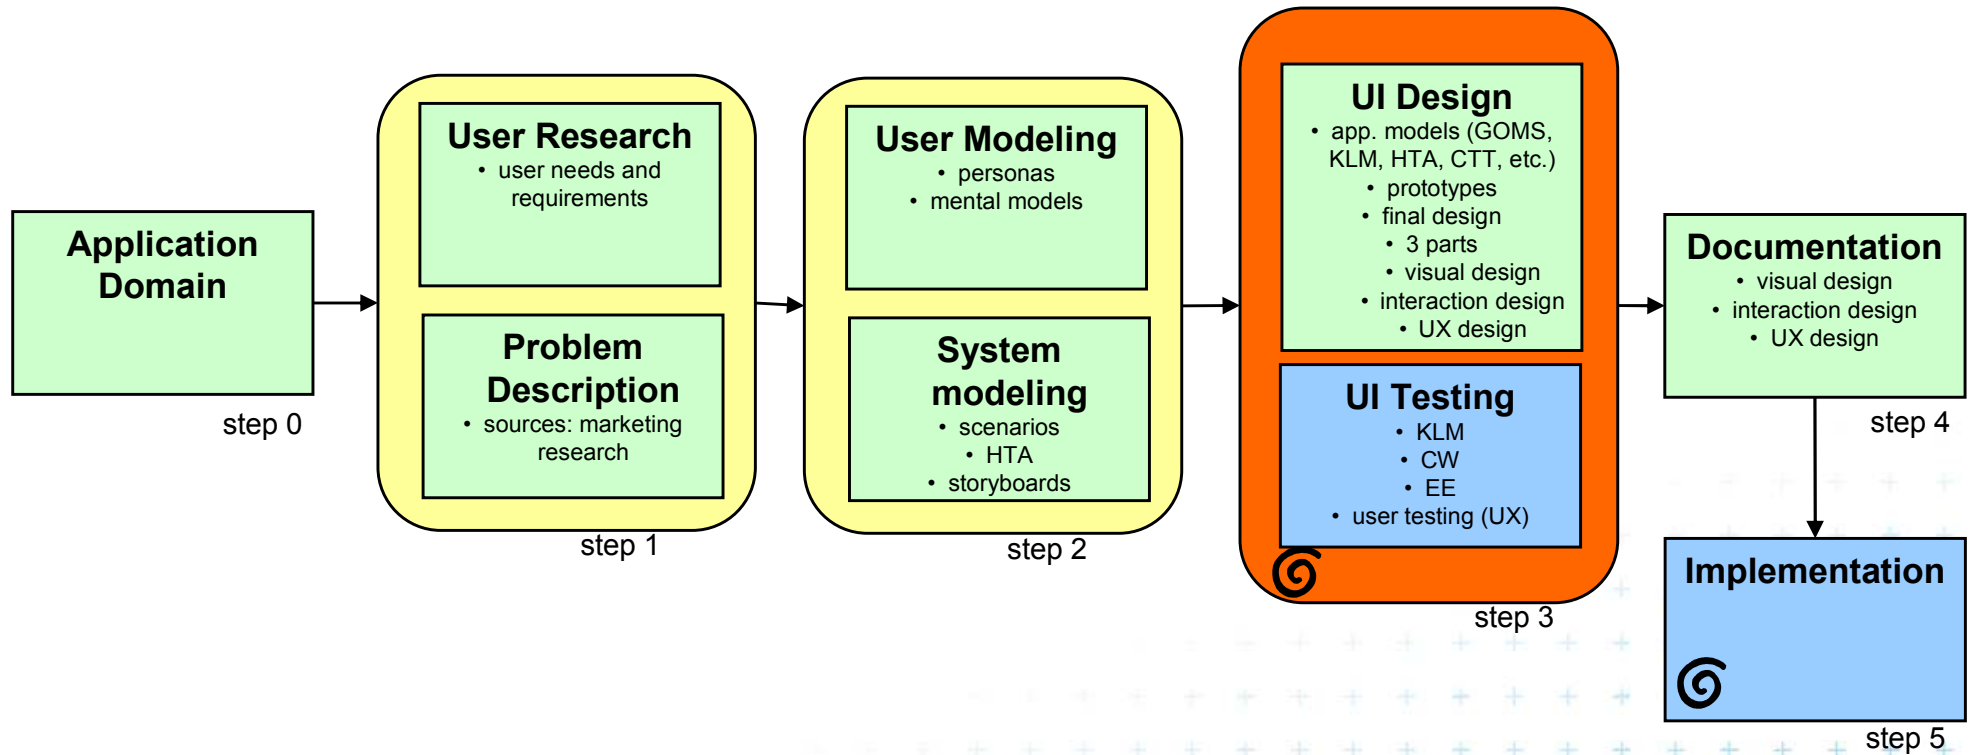 Application
Domain
step 0
User Research
• user needs and
requirements
Problem
Description
• sources: marketing
research
step 1
User Modeling
• personas
• mental models
System
modeling
• scenarios
• HTA
• storyboards
step 2
UI Design
• app. models (GOMS,
KLM, HTA, CTT, etc.)
• prototypes
• final design
• 3 parts
• visual design
• interaction design
• UX design
UI Testing
• KLM
• CW
• EE
• user testing (UX)
step 3
Documentation
• visual design
• interaction design
• UX design
step 4
Implementation
step 5